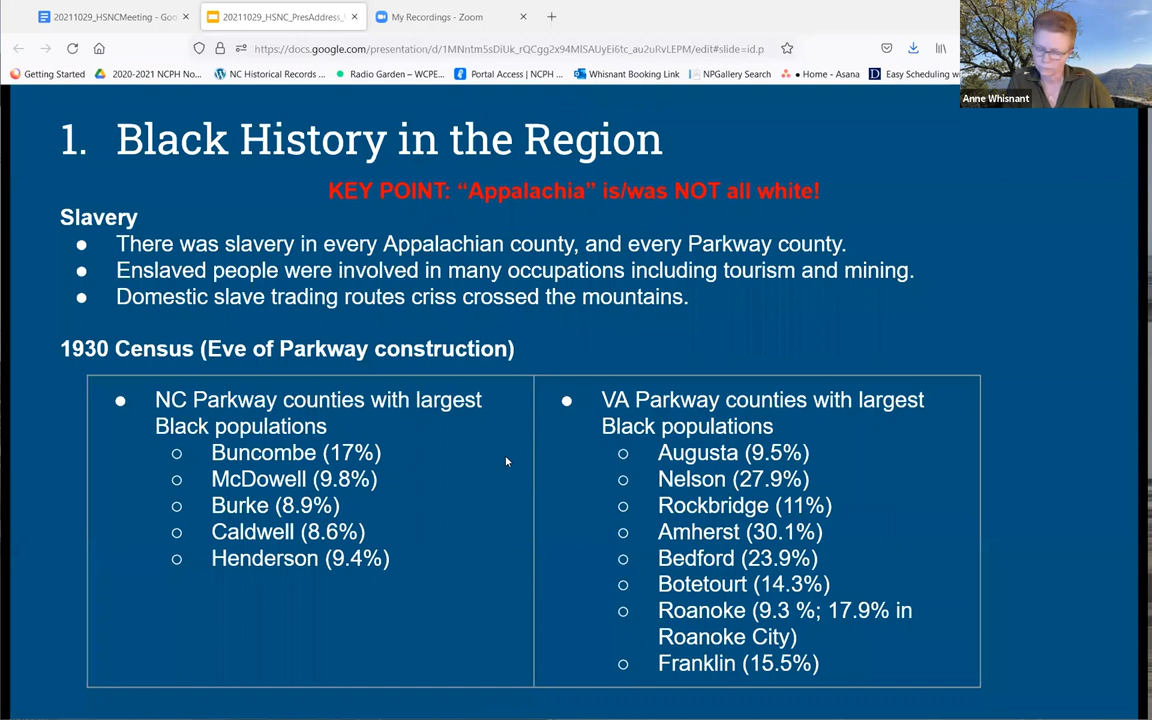 20211029_HSNCMeeting - Goo
20211029_HSNC_PresAddress_
My Recordings - Zoom
https://docs.google.com/presentation/d/1MNntm5sDiUk_rQCgg2x94MlSAUyEi6tc_au2uRvLEPM/edit#slide=id.p
Getting Started
2020-2021 NCPH No...
NC Historical Records ...
Radio Garden – WCPE...
Portal Access | NCPH ...
Whisnant Booking Link
NPGallery Search
• Home - Asana
Easy Scheduling w
Anne Whisnant
1. Black History in the Region
KEY POINT: “Appalachia” is/was NOT all white!
Slavery
● There was slavery in every Appalachian county, and every Parkway county.
● Enslaved people were involved in many occupations including tourism and mining.
● Domestic slave trading routes criss crossed the mountains.
1930 Census (Eve of Parkway construction)
● NC Parkway counties with largest
Black populations
○ Buncombe (17%)
○ McDowell (9.8%)
○ Burke (8.9%)
○ Caldwell (8.6%)
○ Henderson (9.4%)
● VA Parkway counties with largest
Black populations
○ Augusta (9.5%)
○ Nelson (27.9%)
○ Rockbridge (11%)
○ Amherst (30.1%)
○ Bedford (23.9%)
○ Botetourt (14.3%)
○ Roanoke (9.3 %; 17.9% in
Roanoke City)
○ Franklin (15.5%)